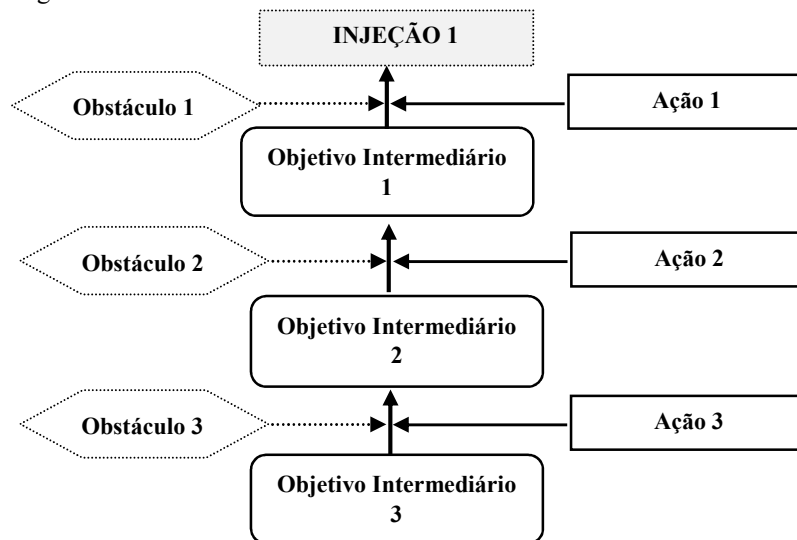 INJEÇÃO 1
Obstáculo 1
Ação 1
Objetivo Intermediário
1
Obstáculo 2
Ação 2
Objetivo Intermediário
2
Obstáculo 3
Ação 3
Objetivo Intermediário
3